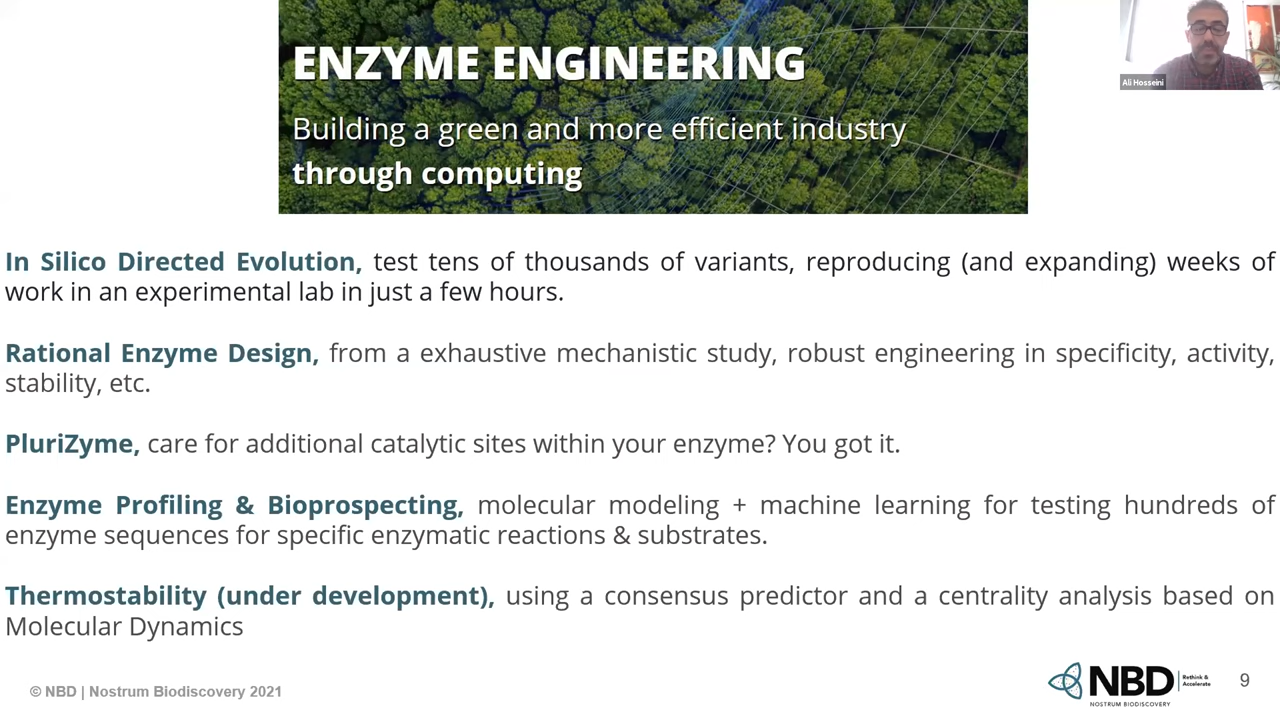 ENZYME ENGINEERING
Building a green and more efficient industry
through computing
Ali Hosseini
In Silico Directed Evolution, test tens of thousands of variants, reproducing (and expanding) weeks of
work in an experimental lab in just a few hours.
Rational Enzyme Design, from a exhaustive mechanistic study, robust engineering in specificity, activity,
stability, etc.
PluriZyme, care for additional catalytic sites within your enzyme? You got it.
Enzyme Profiling & Bioprospecting, molecular modeling + machine learning for testing hundreds of
enzyme sequences for specific enzymatic reactions & substrates.
Thermostability (under development), using a consensus predictor and a centrality analysis based on
Molecular Dynamics
© NBD | Nostrum Biodiscovery 2021
NBD
Rethink &
Accelerate
NOSTRUM BIODISCOVERY
9